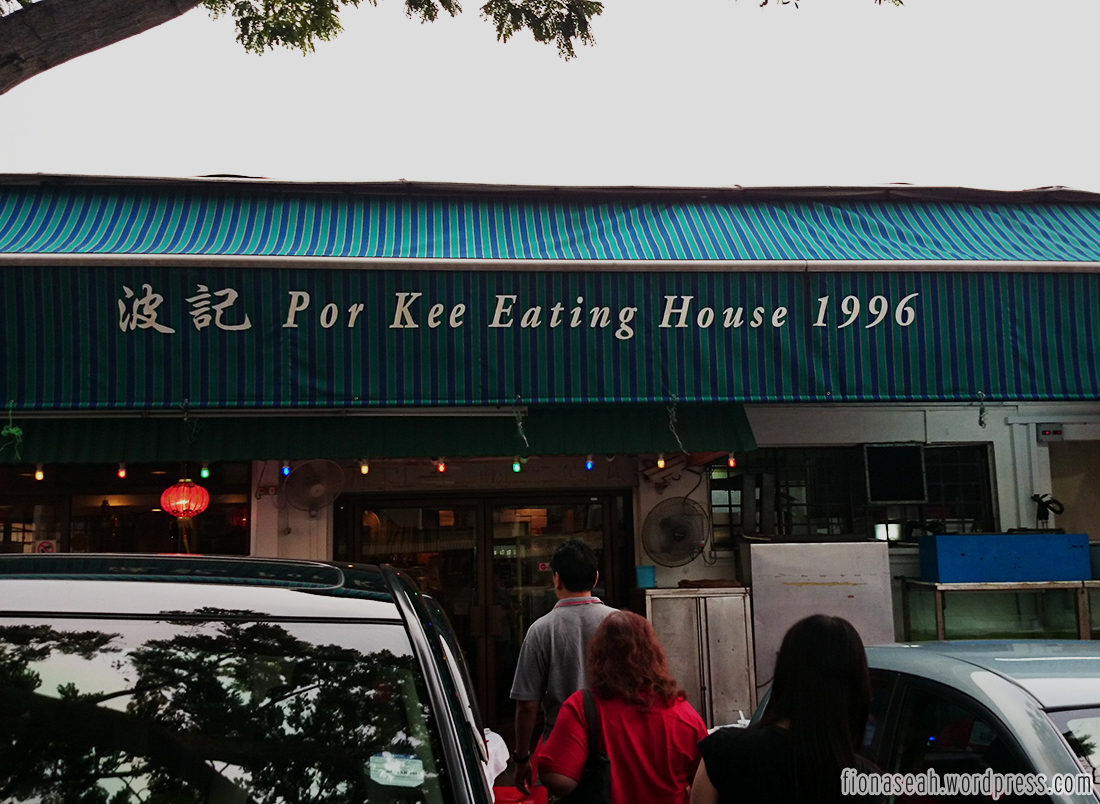 波記 Por Kee Eating House 1996
fionaseah.wordpress.com